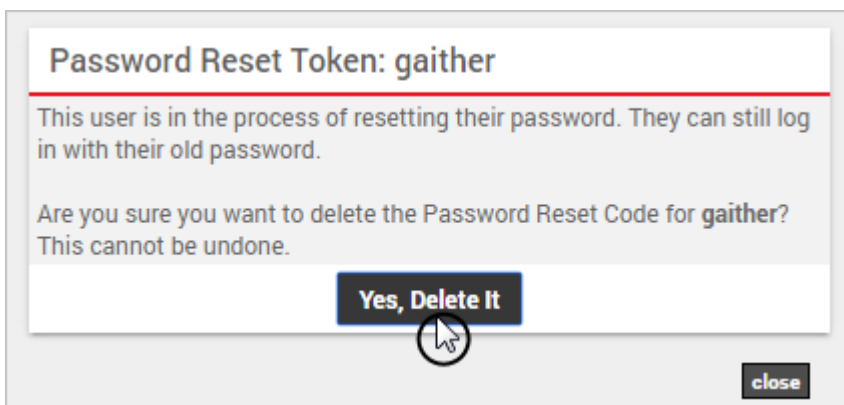 Password Reset Token: gaither
This user is in the process of resetting their password. They can still log
in with their old password.
Are you sure you want to delete the Password Reset Code for gaither?
This cannot be undone.
Yes, Delete It
close